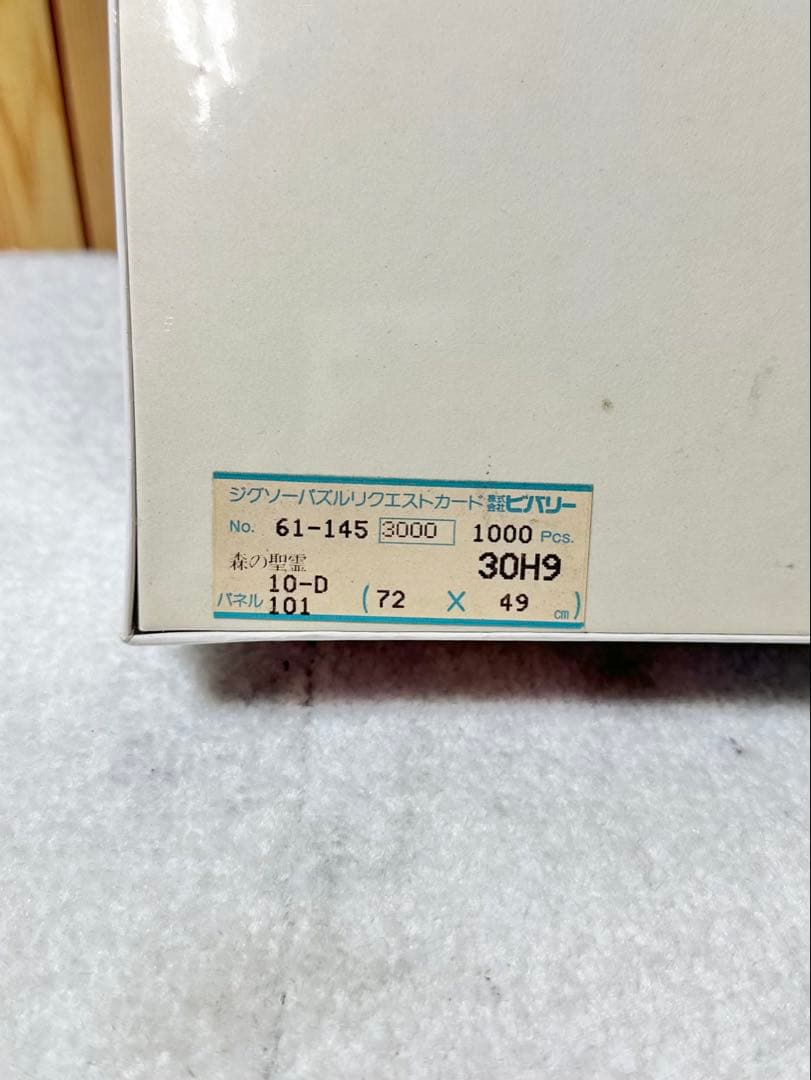 ジグソーパズルリクエストカード 株式会社ビバリー
No. 61-145 3000 1000 Pcs.
森の聖霊 30H9
10-D
パネル 101 (72 X 49 cm)